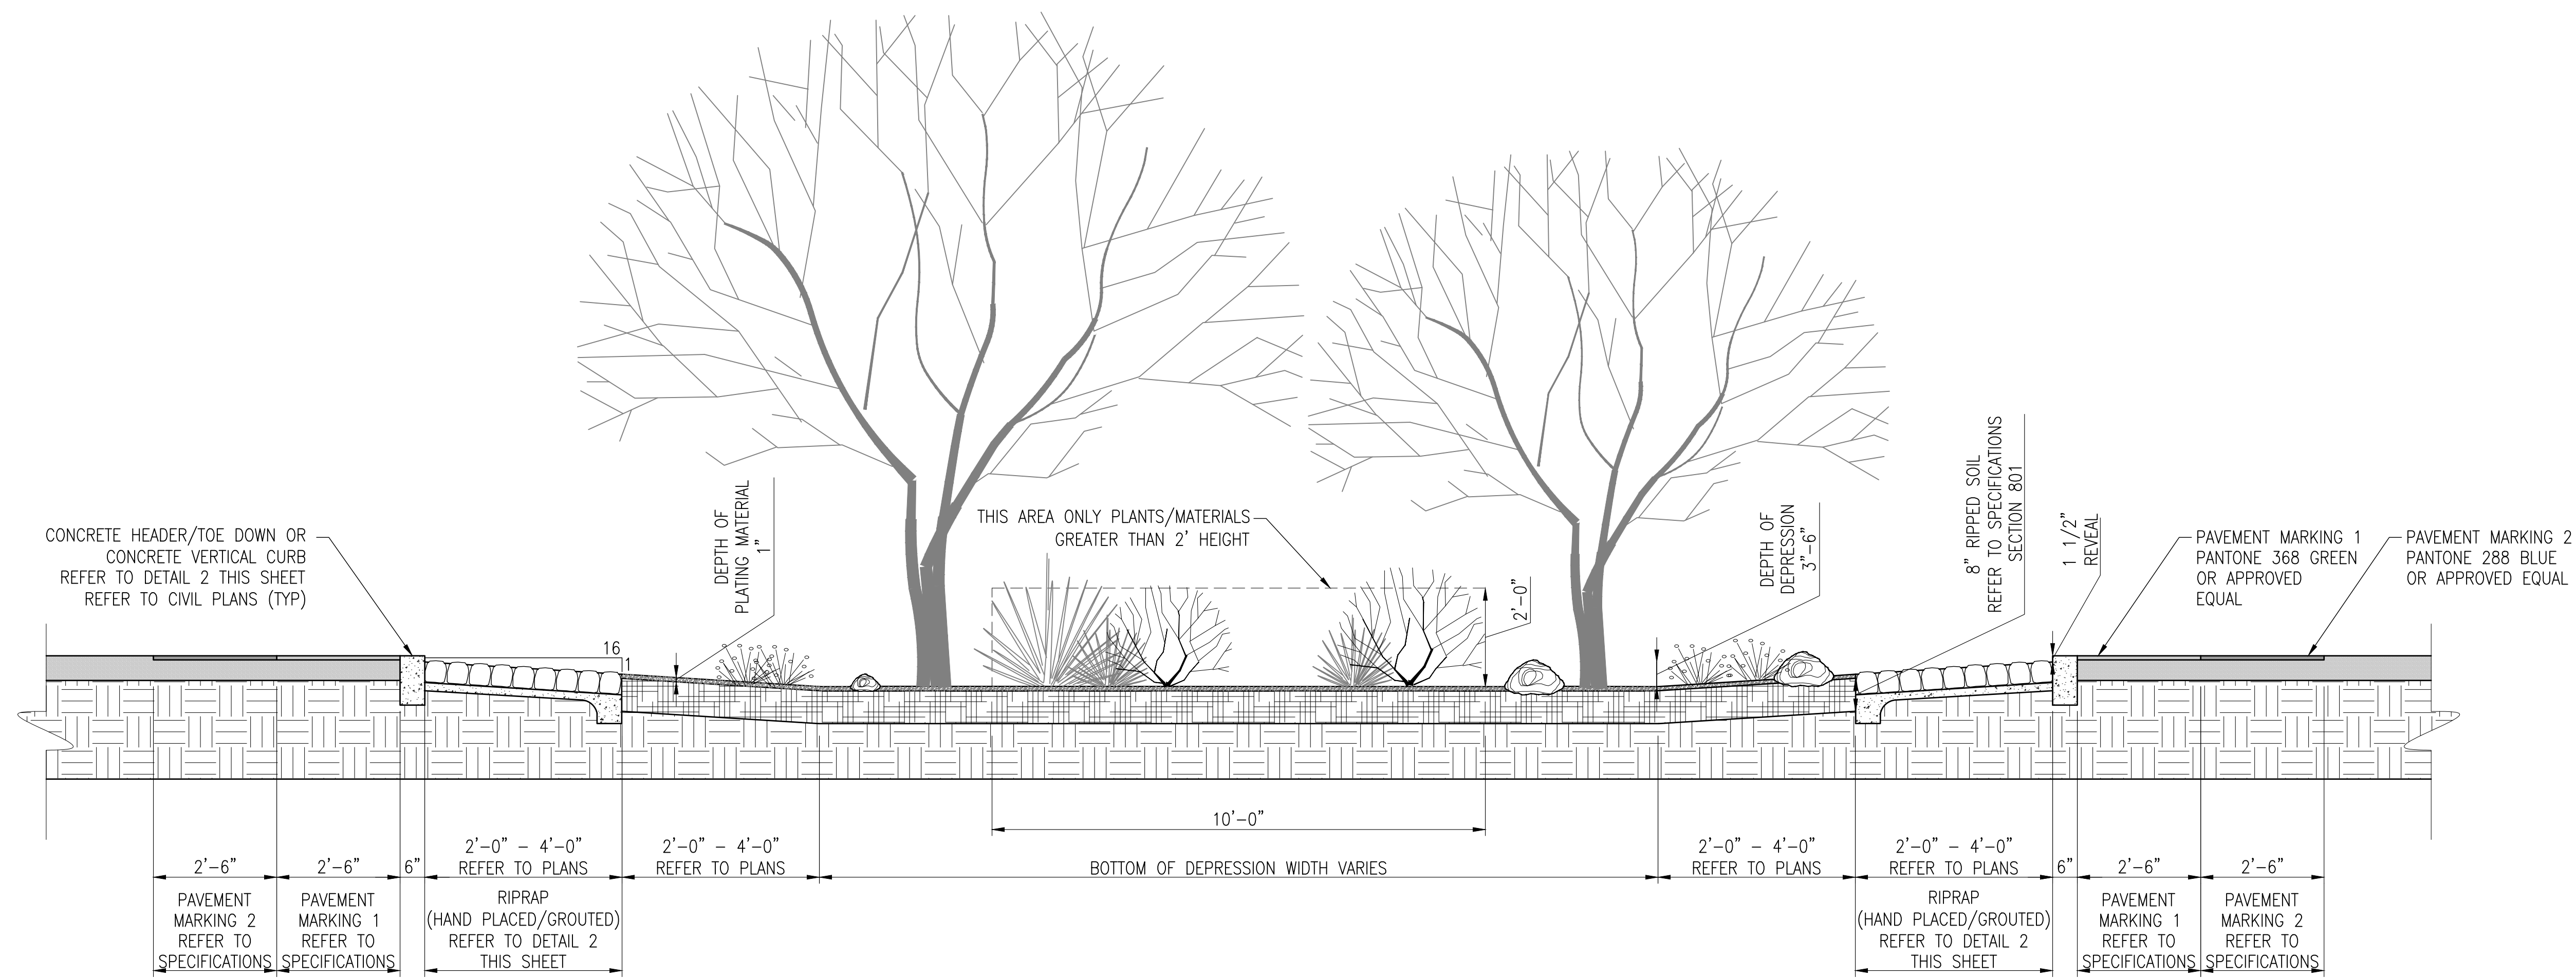 CONCRETE HEADER/TOE DOWN OR
CONCRETE VERTICAL CURB
REFER TO DETAIL 2 THIS SHEET
REFER TO CIVIL PLANS (TYP)
16
1
DEPTH OF
PLATING MATERIAL
1"
THIS AREA ONLY PLANTS/MATERIALS
GREATER THAN 2' HEIGHT
2'-0"
DEPTH OF
DEPRESSION
3"-6"
8" RIPPED SOIL
REFER TO SPECIFICATIONS
SECTION 801
1 1/2"
REVEAL
PAVEMENT MARKING 1
PANTONE 368 GREEN
OR APPROVED
EQUAL
PAVEMENT MARKING 2
PANTONE 288 BLUE
OR APPROVED EQUAL
10'-0"
2'-6"
PAVEMENT
MARKING 2
REFER TO
SPECIFICATIONS
2'-6"
PAVEMENT
MARKING 1
REFER TO
SPECIFICATIONS
6"
2'-0" - 4'-0"
REFER TO PLANS
RIPRAP
(HAND PLACED/GROUTED)
REFER TO DETAIL 2
THIS SHEET
2'-0" - 4'-0"
REFER TO PLANS
BOTTOM OF DEPRESSION WIDTH VARIES
2'-0" - 4'-0"
REFER TO PLANS
2'-0" - 4'-0"
REFER TO PLANS
RIPRAP
(HAND PLACED/GROUTED)
REFER TO DETAIL 2
THIS SHEET
6"
2'-6"
PAVEMENT
MARKING 1
REFER TO
SPECIFICATIONS
2'-6"
PAVEMENT
MARKING 2
REFER TO
SPECIFICATIONS